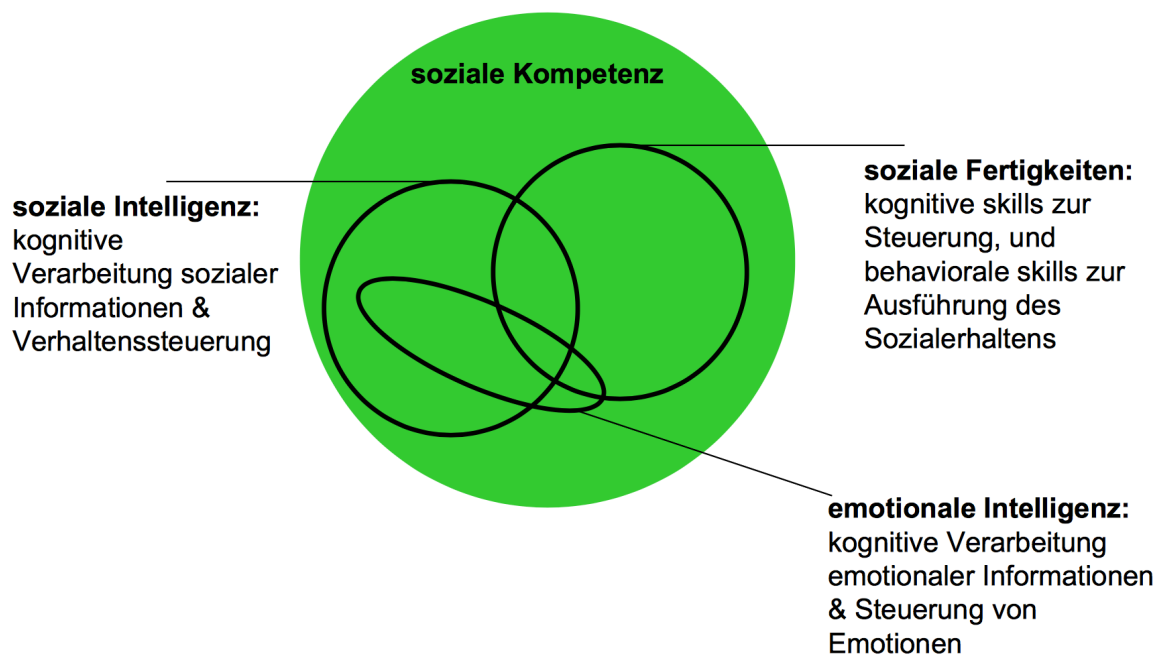 soziale Kompetenz
soziale Intelligenz:
kognitive
Verarbeitung sozialer
Informationen &
Verhaltenssteuerung
soziale Fertigkeiten:
kognitive skills zur
Steuerung, und
behaviorale skills zur
Ausführung des
Sozialerhaltens
emotionale Intelligenz:
kognitive Verarbeitung
emotionaler Informationen
& Steuerung von
Emotionen